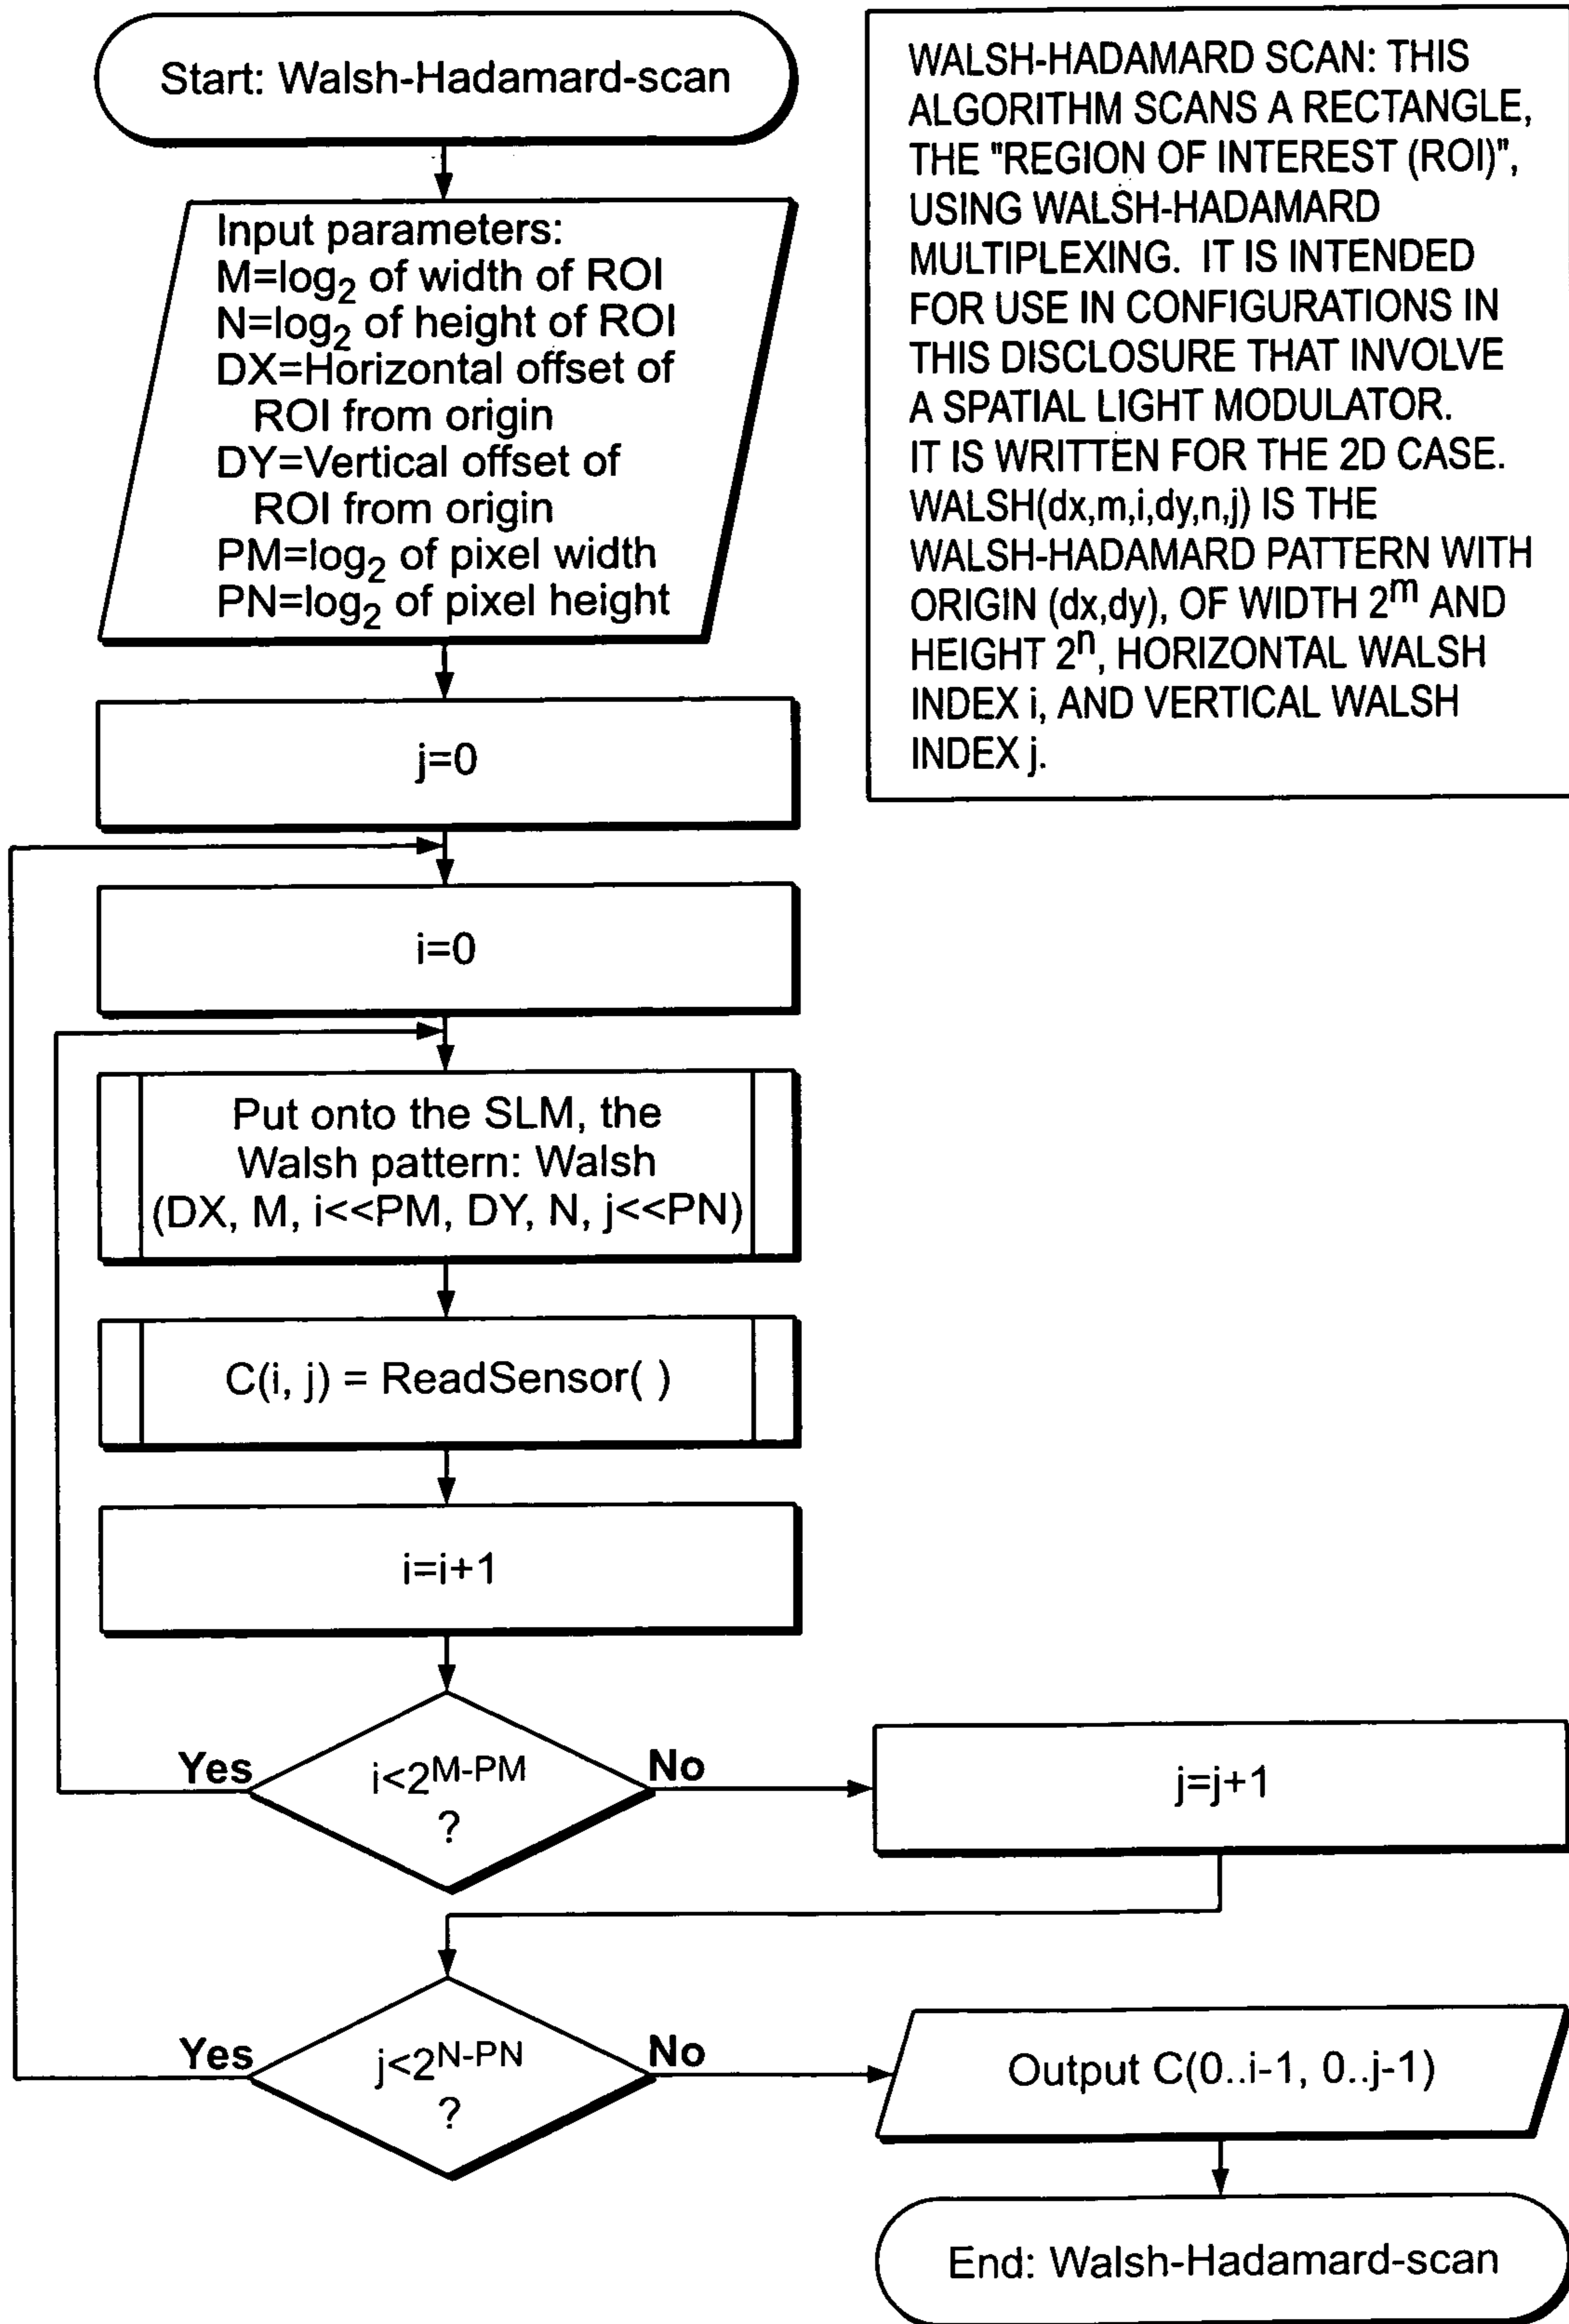 Start: Walsh-Hadamard-scan
Input parameters:
M=log2 of width of ROI
N=log2 of height of ROI
DX=Horizontal offset of
ROI from origin
DY=Vertical offset of
ROI from origin
PM=log2 of pixel width
PN=log2 of pixel height
j=0
i=0
Put onto the SLM, the
Walsh pattern: Walsh
(DX, M, i<<PM, DY, N, j<<PN)
C(i, j) = ReadSensor( )
i=i+1
i<2^M-PM
?
Yes
No
j=j+1
j<2^N-PN
?
Yes
No
Output C(0..i-1, 0..j-1)
End: Walsh-Hadamard-scan
WALSH-HADAMARD SCAN: THIS
ALGORITHM SCANS A RECTANGLE,
THE "REGION OF INTEREST (ROI)",
USING WALSH-HADAMARD
MULTIPLEXING. IT IS INTENDED
FOR USE IN CONFIGURATIONS IN
THIS DISCLOSURE THAT INVOLVE
A SPATIAL LIGHT MODULATOR.
IT IS WRITTEN FOR THE 2D CASE.
WALSH(dx,m,i,dy,n,j) IS THE
WALSH-HADAMARD PATTERN WITH
ORIGIN (dx,dy), OF WIDTH 2^m AND
HEIGHT 2^n, HORIZONTAL WALSH
INDEX i, AND VERTICAL WALSH
INDEX j.